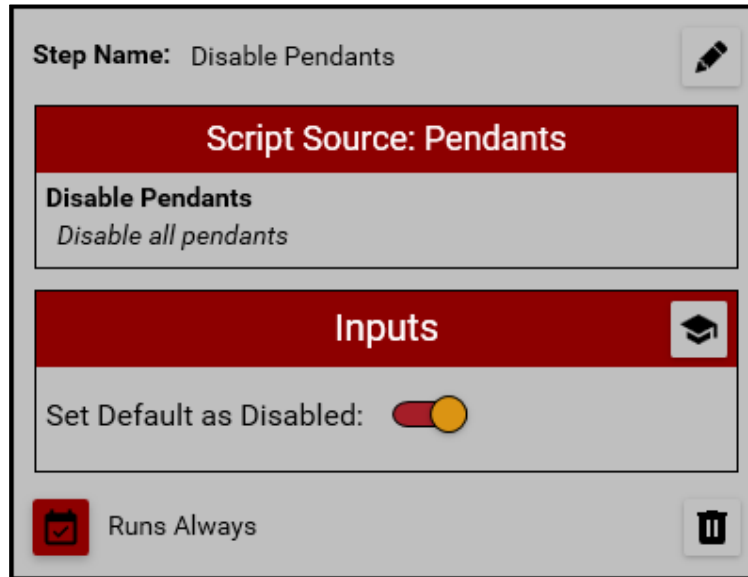 Step Name: Disable Pendants
Script Source: Pendants
Disable Pendants
Disable all pendants
Inputs
Set Default as Disabled:
Runs Always